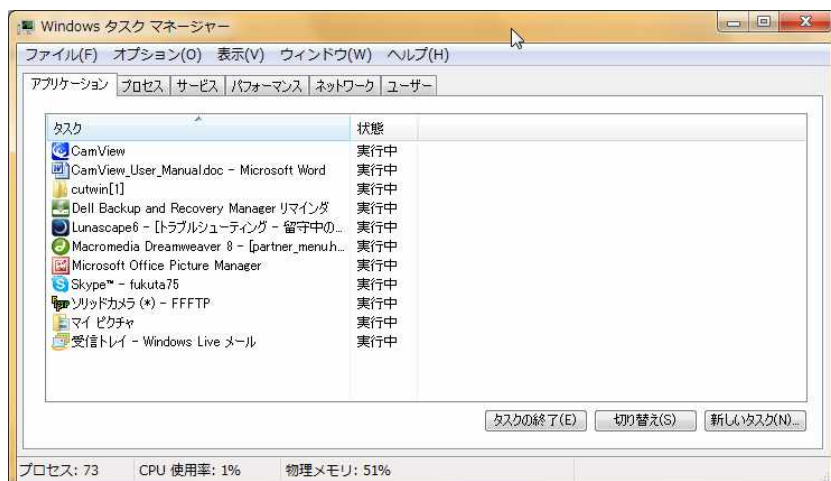 Windows タスク マネージャー
ファイル(F) オプション(O) 表示(V) ウィンドウ(W) ヘルプ(H)
アプリケーション プロセス サービス パフォーマンス ネットワーク ユーザー
タスク 状態
CamView 実行中
CamView_User_Manual.doc - Microsoft Word 実行中
cutwin[1] 実行中
Dell Backup and Recovery Manager リマインダ 実行中
Lunascape6 - [トラブルシューティング - 留守中の... 実行中
Macromedia Dreamweaver 8 - [partner_menu.h... 実行中
Microsoft Office Picture Manager 実行中
Skype™ - fukuta75 実行中
ソリッドカメラ (*) - FFFTP 実行中
マイ ピクチャ 実行中
受信トレイ - Windows Live メール 実行中
タスクの終了(E) 切り替え(S) 新しいタスク(N)...
プロセス: 73 CPU 使用率: 1% 物理メモリ: 51%